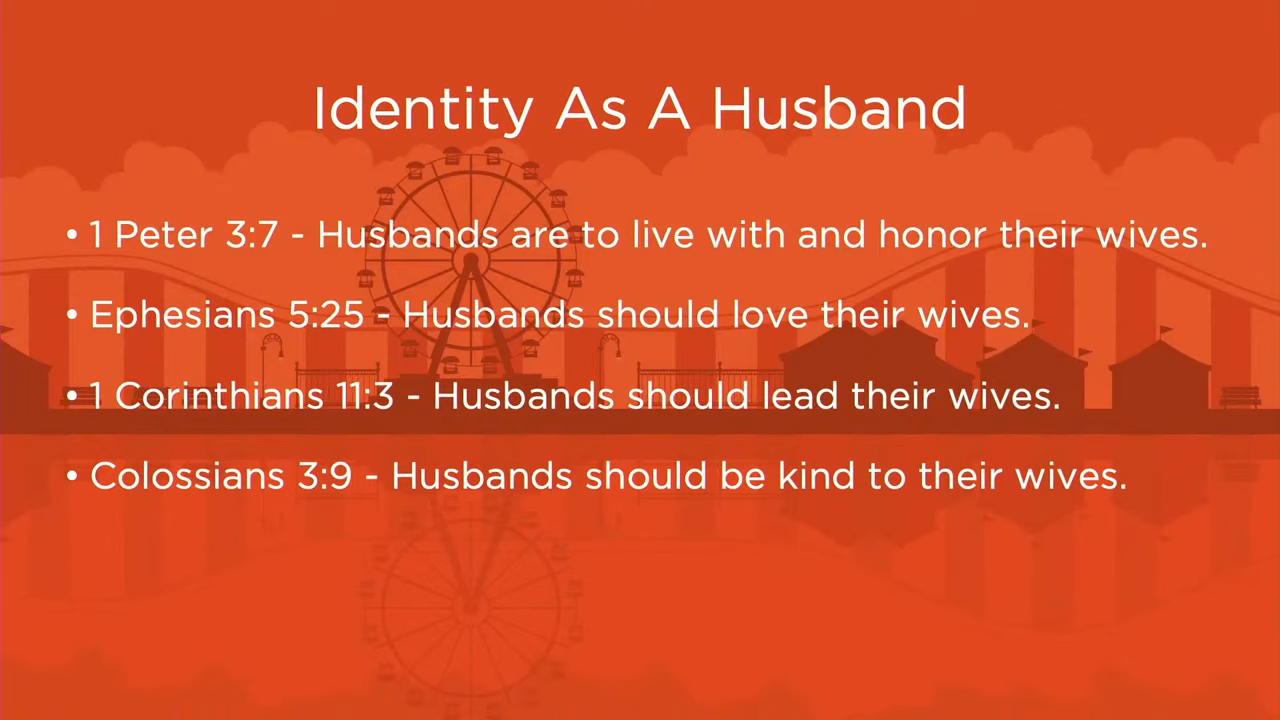 Identity As A Husband
• 1 Peter 3:7 - Husbands are to live with and honor their wives.
• Ephesians 5:25 - Husbands should love their wives.
• 1 Corinthians 11:3 - Husbands should lead their wives.
• Colossians 3:9 - Husbands should be kind to their wives.